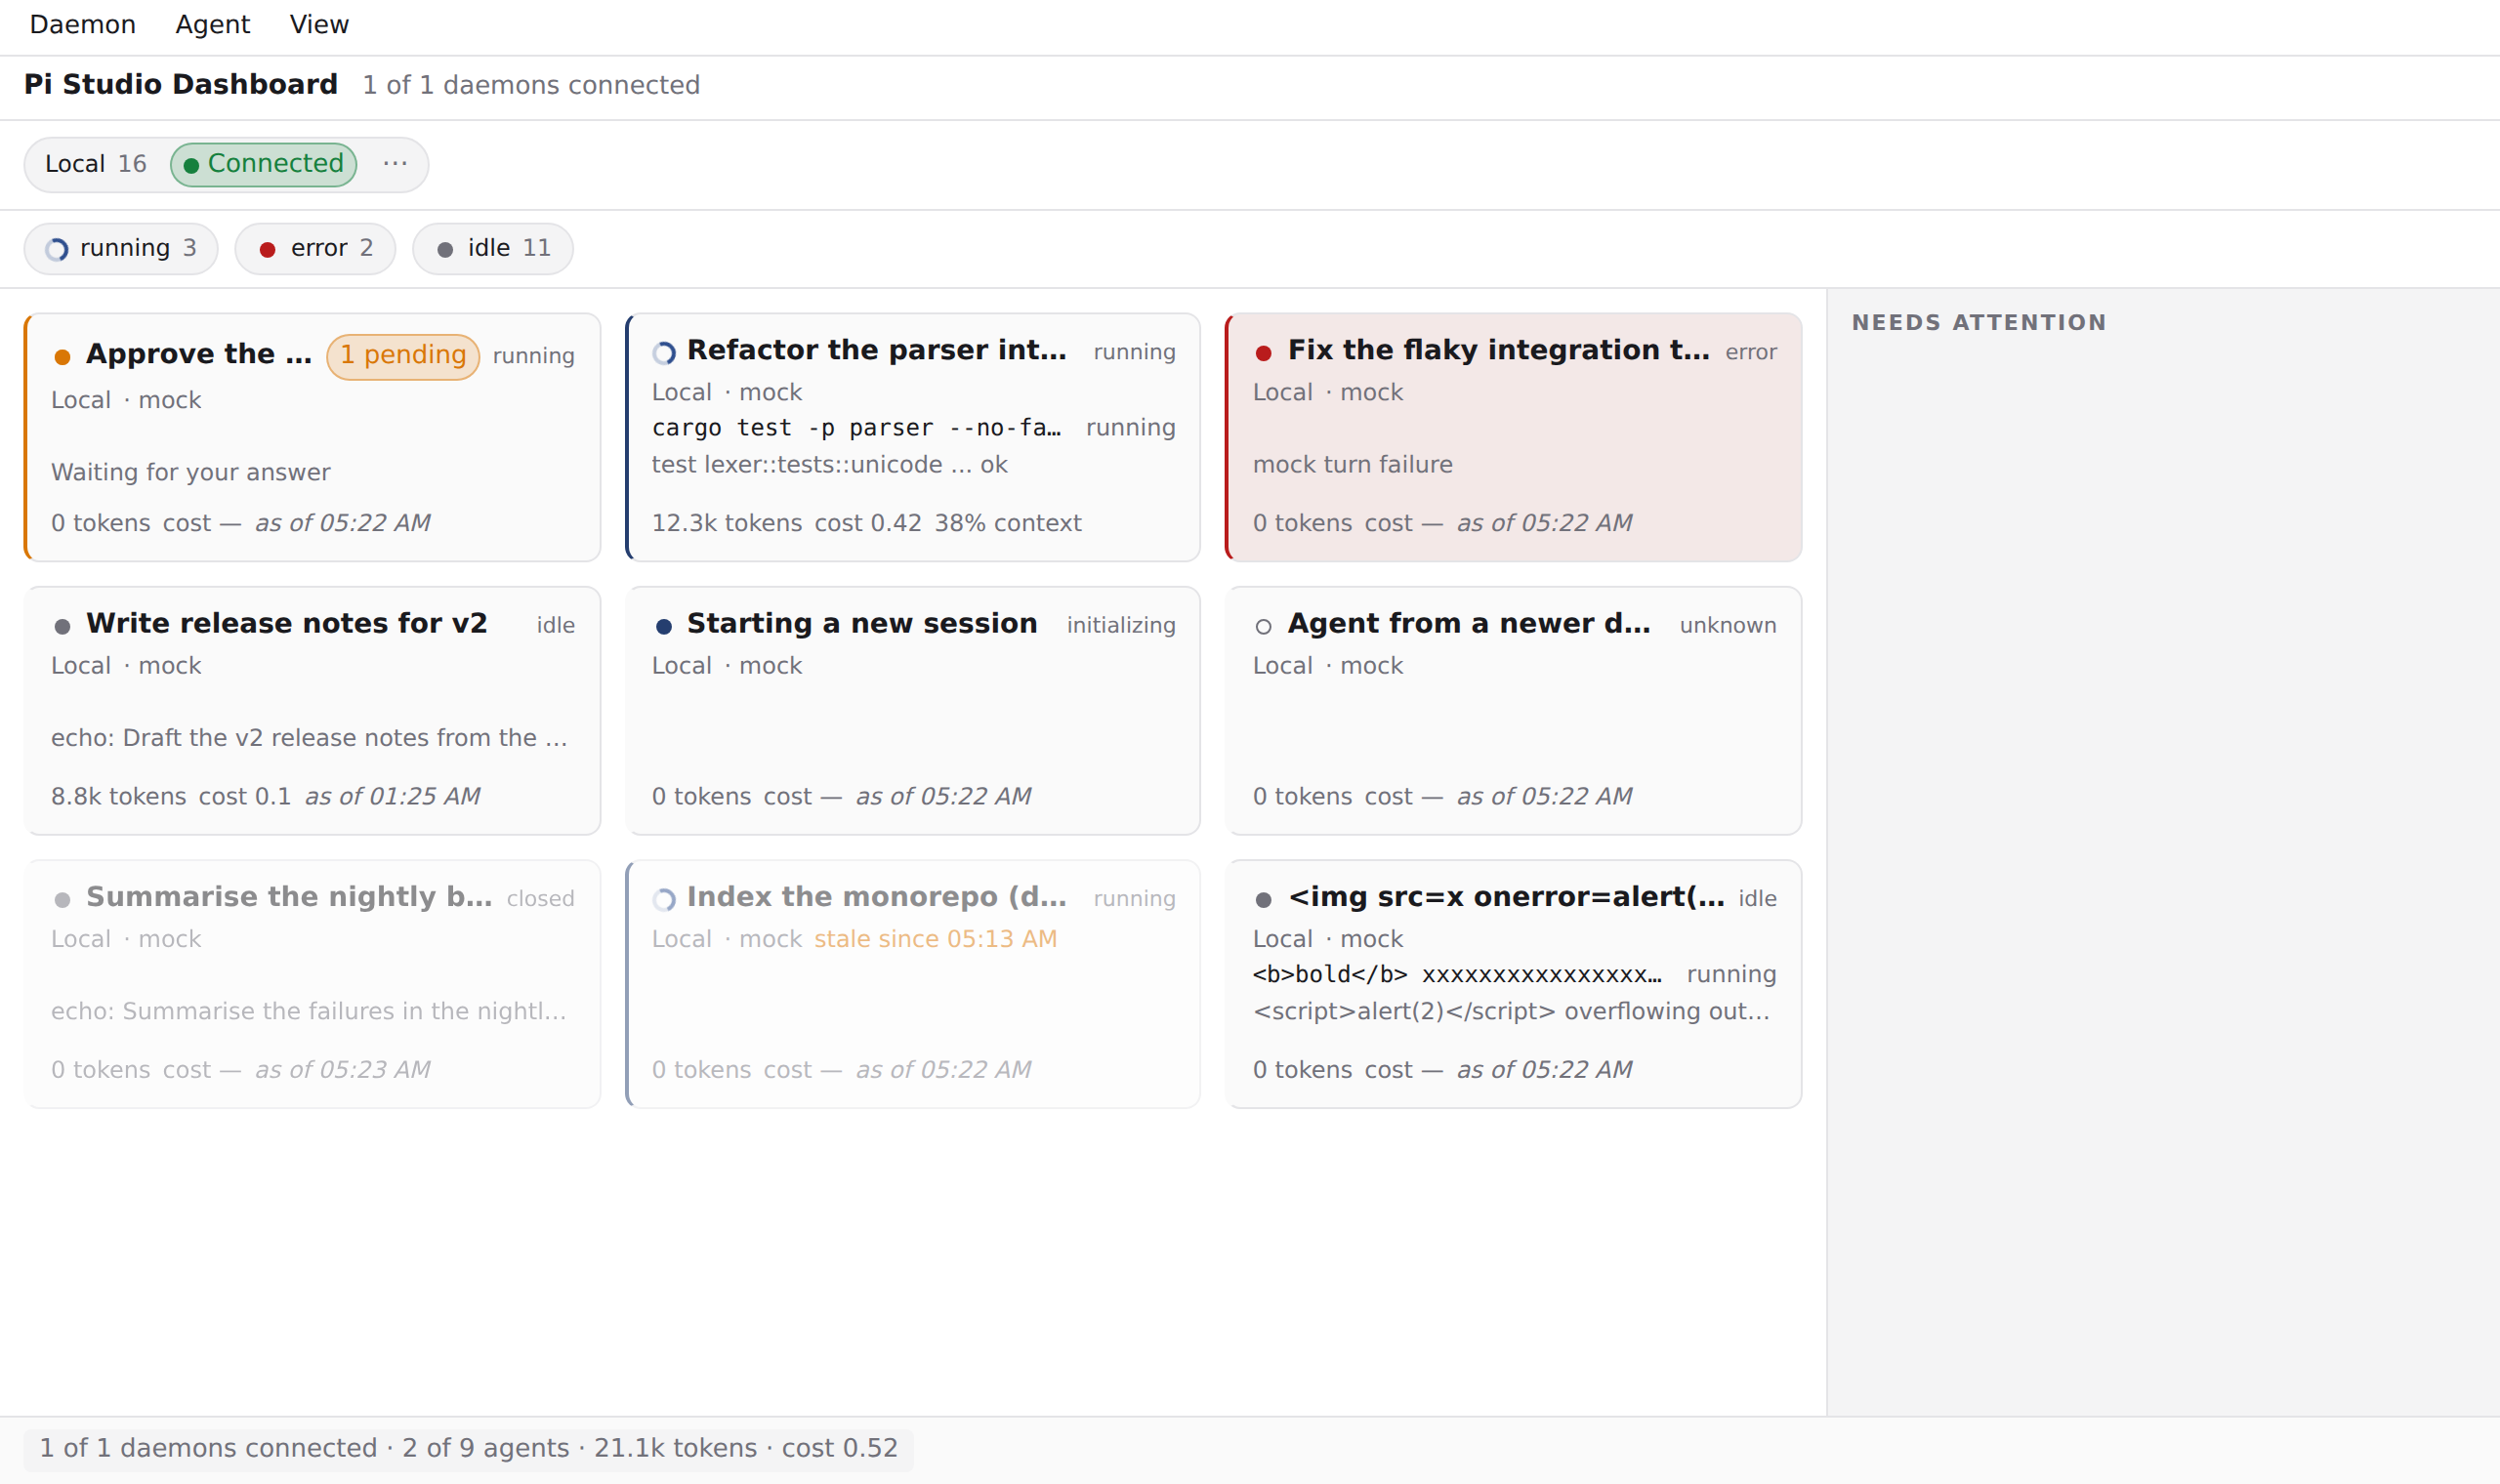 Daemon Agent View
Pi Studio Dashboard 1 of 1 daemons connected
Local 16 Connected ···
running 3 error 2 idle 11
Approve the … 1 pending running
Local · mock
Waiting for your answer
0 tokens cost — as of 05:22 AM
Refactor the parser int… running
Local · mock
cargo test -p parser --no-fa… running
test lexer::tests::unicode ... ok
12.3k tokens cost 0.42 38% context
Fix the flaky integration t… error
Local · mock
mock turn failure
0 tokens cost — as of 05:22 AM
Write release notes for v2 idle
Local · mock
echo: Draft the v2 release notes from the …
8.8k tokens cost 0.1 as of 01:25 AM
Starting a new session initializing
Local · mock
0 tokens cost — as of 05:22 AM
Agent from a newer d… unknown
Local · mock
0 tokens cost — as of 05:22 AM
Summarise the nightly b… closed
Local · mock
echo: Summarise the failures in the nightl…
0 tokens cost — as of 05:23 AM
Index the monorepo (d… running
Local · mock stale since 05:13 AM
0 tokens cost — as of 05:22 AM
<img src=x onerror=alert(… idle
Local · mock
<b>bold</b> xxxxxxxxxxxxxxxx… running
<script>alert(2)</script> overflowing out…
0 tokens cost — as of 05:22 AM
NEEDS ATTENTION
1 of 1 daemons connected · 2 of 9 agents · 21.1k tokens · cost 0.52